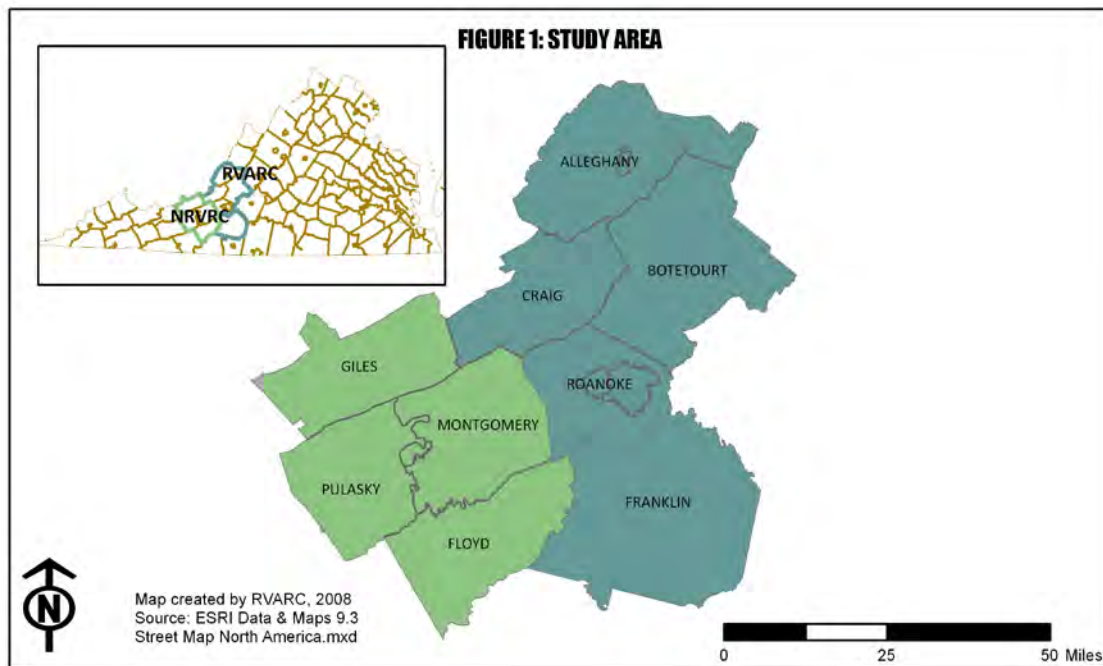 FIGURE 1: STUDY AREA
RVARC
NRVRC
ALLEGHANY
BOTETOURT
CRAIG
GILES
ROANOKE
MONTGOMERY
PULASKY
FRANKLIN
FLOYD
N
Map created by RVARC, 2008
Source: ESRI Data & Maps 9.3
Street Map North America.mxd
0 25 50 Miles